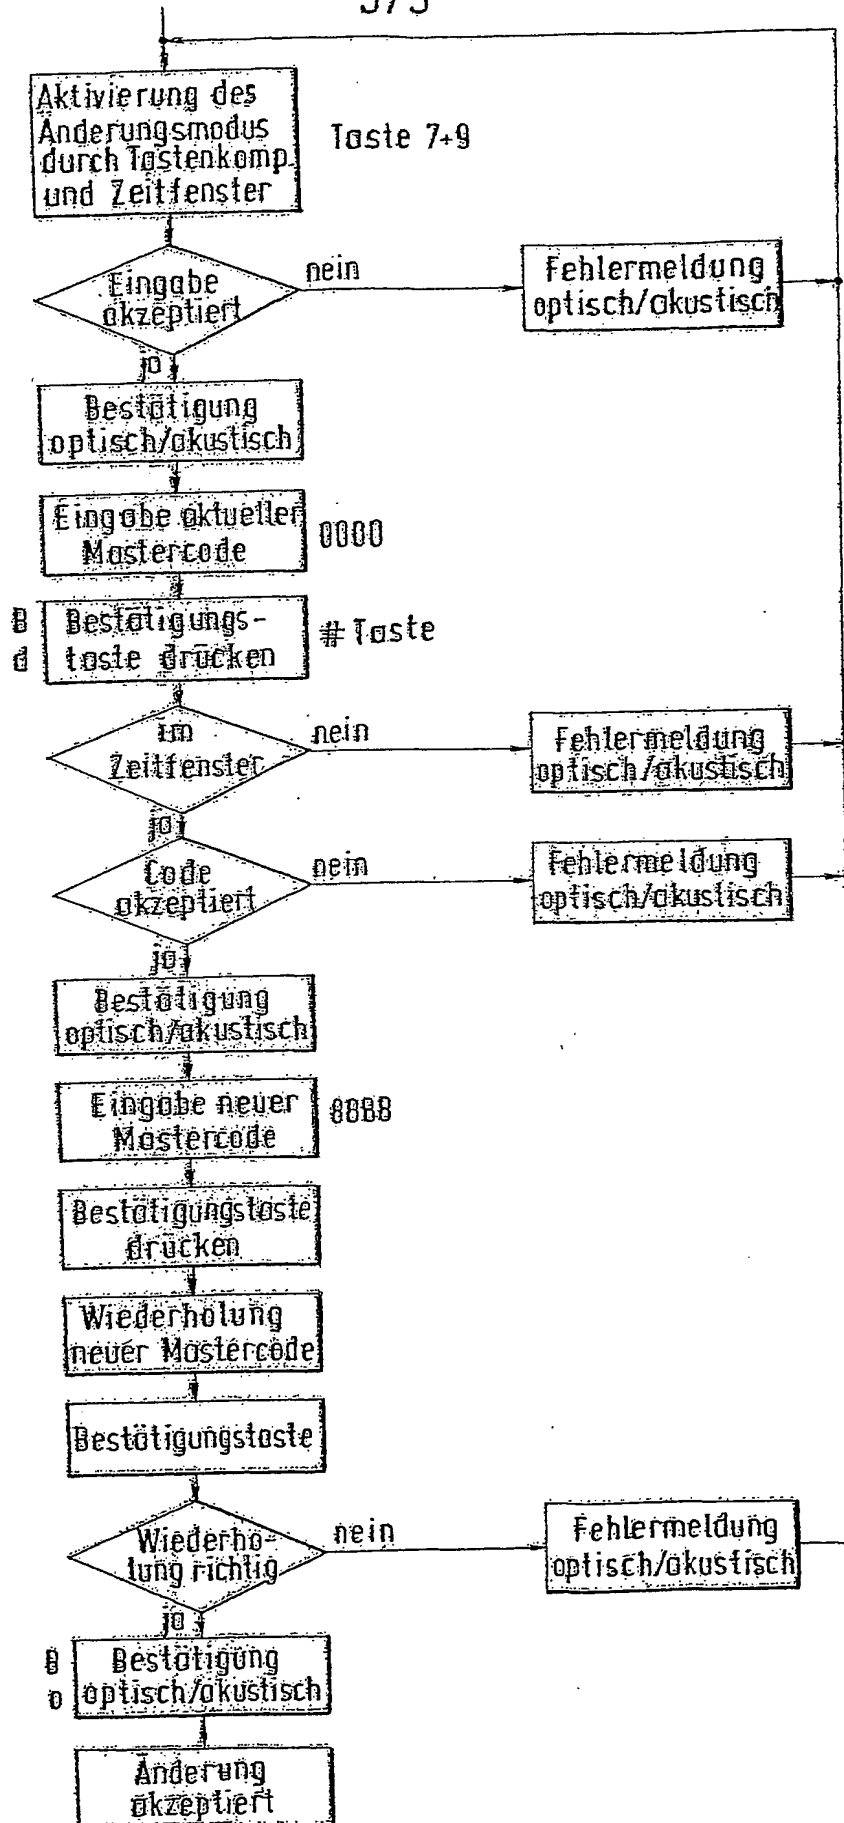 Aktivierung des
Änderungsmodus
durch Tastenkomp.
und Zeitfenster
Taste 7+9
Eingabe
akzeptiert
nein
Fehlermeldung
optisch/akustisch
ja
Bestätigung
optisch/akustisch
Eingabe aktueller
Mastercode
0000
B
d
Bestätigungs-
taste drücken
# Taste
im
Zeitfenster
nein
Fehlermeldung
optisch/akustisch
ja
Code
akzeptiert
nein
Fehlermeldung
optisch/akustisch
ja
Bestätigung
optisch/akustisch
Eingabe neuer
Mastercode
8888
Bestätigungstaste
drücken
Wiederholung
neuer Mastercode
Bestätigungstaste
Wiederho-
lung richtig
nein
Fehlermeldung
optisch/akustisch
ja
B
o
Bestätigung
optisch/akustisch
Änderung
akzeptiert